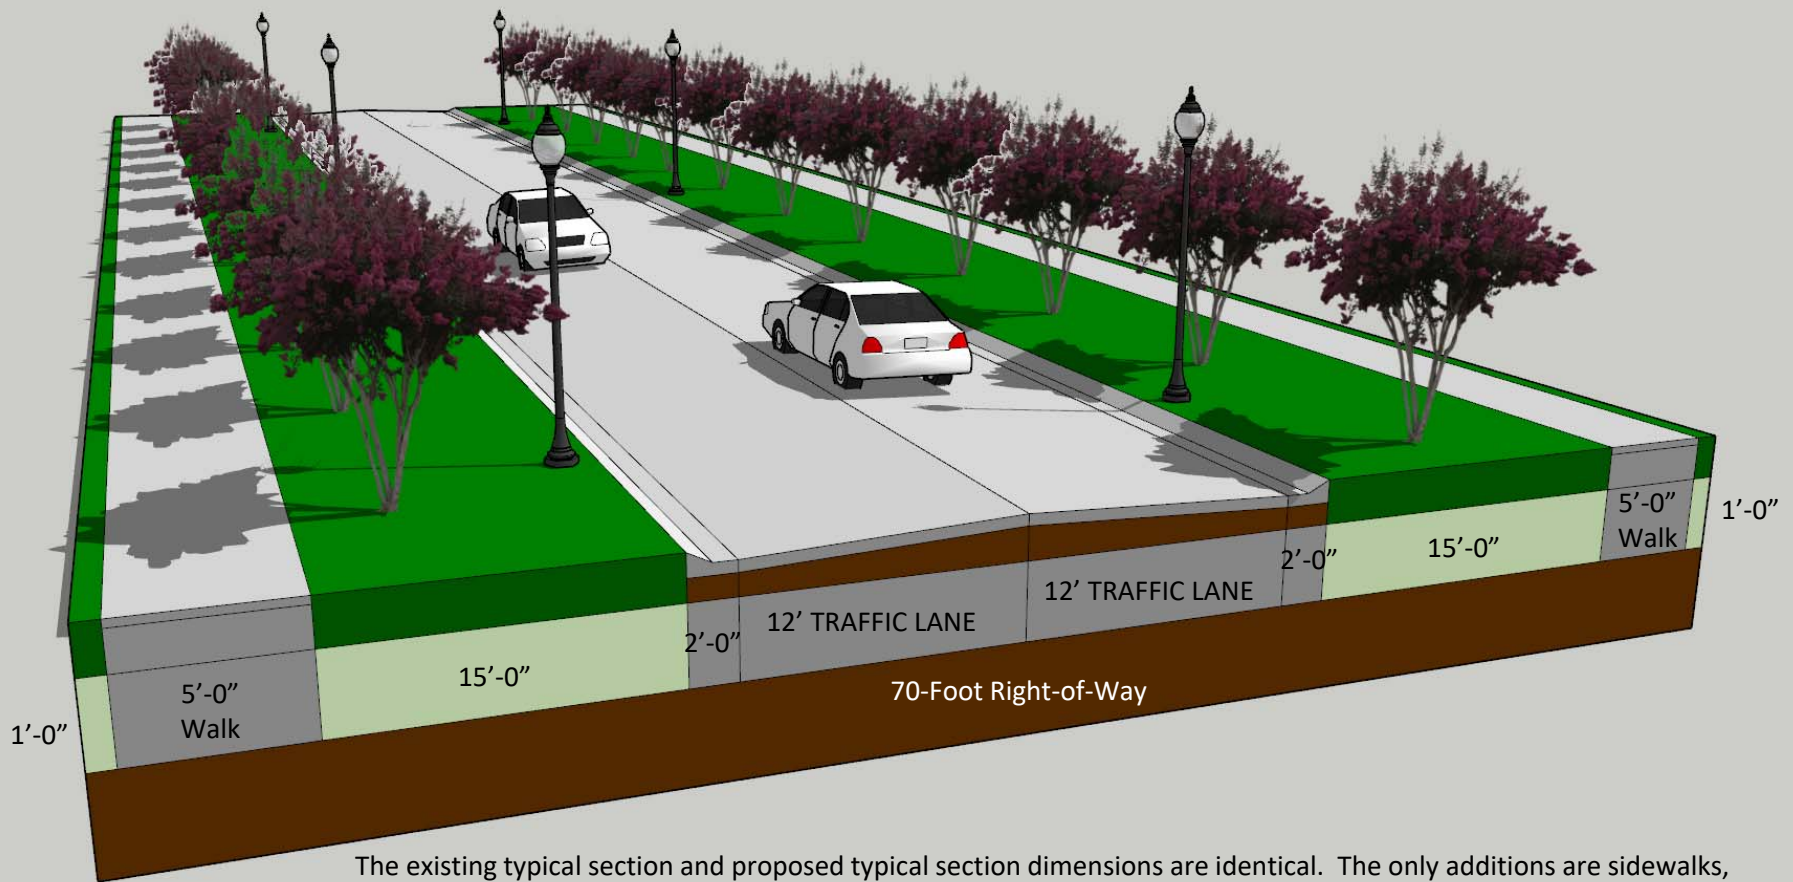 5’-0”
Walk
1’-0”
2’-0”
15’-0”
12’ TRAFFIC LANE
12’ TRAFFIC LANE
2’-0”
15’-0”
5’-0”
Walk
1’-0”
70-Foot Right-of-Way
The existing typical section and proposed typical section dimensions are identical.  The only additions are sidewalks,